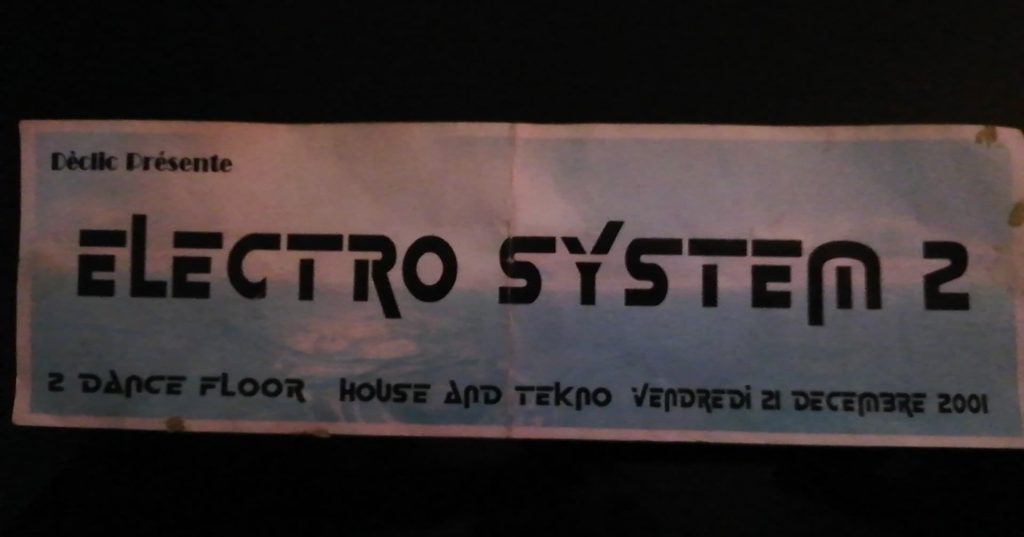 Dèclic Présente
ELECTRO SYSTEM 2
2 DANCE FLOOR HOUSE AND TEKNO VENDREDI 21 DECEMBRE 2001